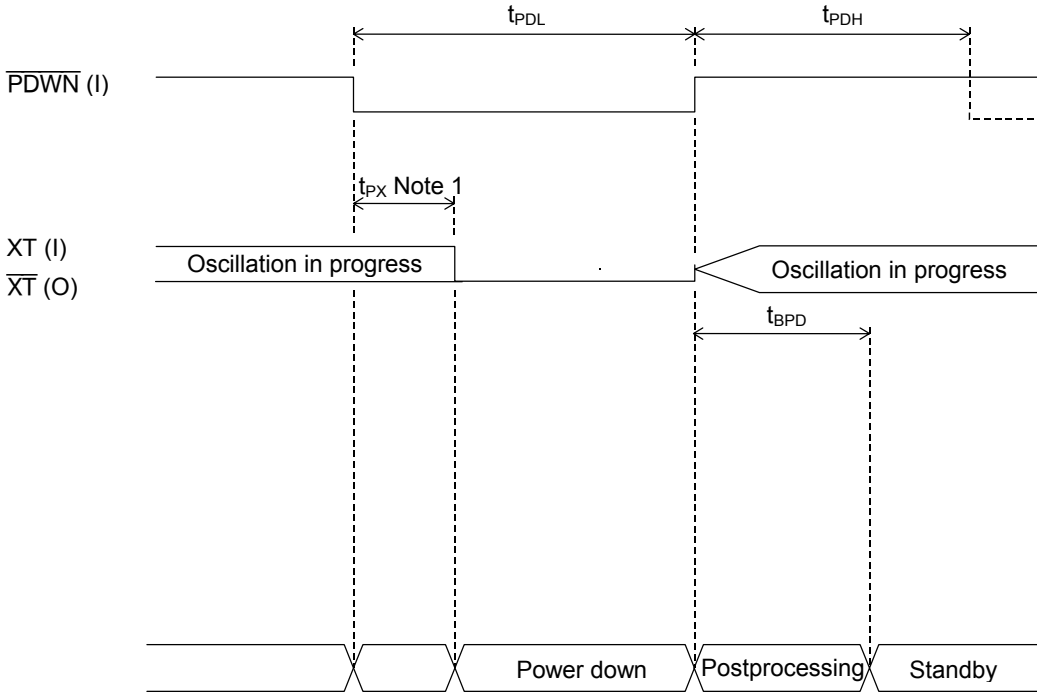 tPDL
tPDH
PDWN (I)
tPX Note 1
XT (I)
Oscillation in progress
XT (O)
Oscillation in progress
tBPD
Power down
Postprocessing
Standby